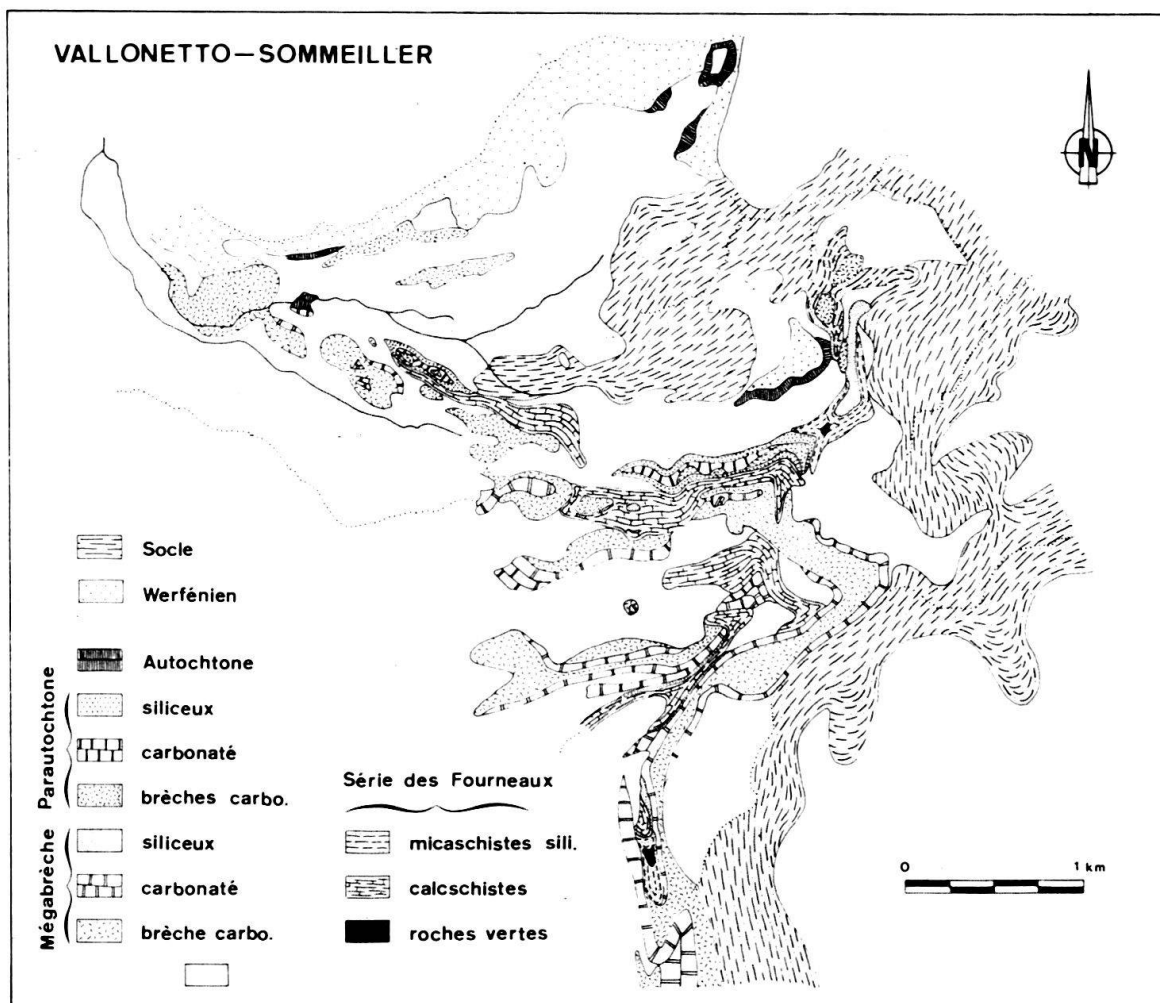 VALLONETTO—SOMMEILLER
N
Socle
Werfénien
Autochtone
Parautochtone
siliceux
carbonaté
brèches carbo.
Mégabrèche
siliceux
carbonaté
brèche carbo.
Série des Fourneaux
micaschistes sili.
calcschistes
roches vertes
0 1 km